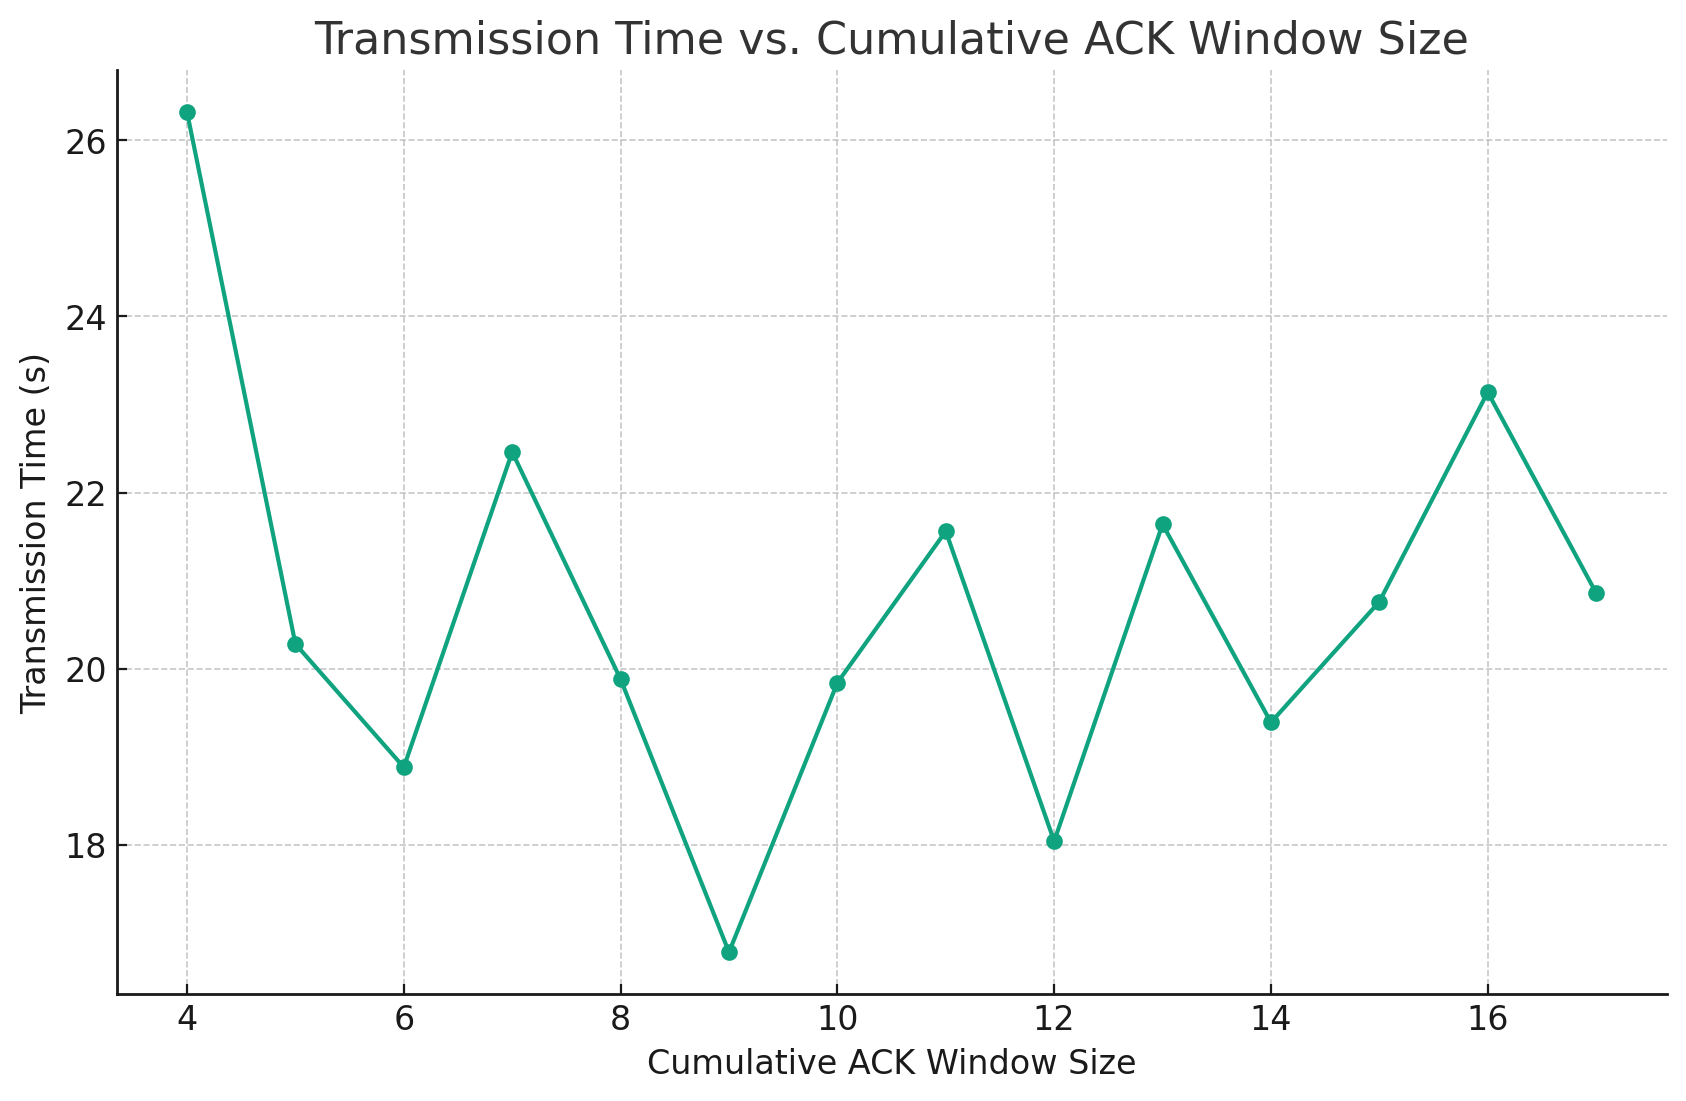 Transmission Time vs. Cumulative ACK Window Size
Transmission Time (s)
26
24
22
20
18
4 6 8 10 12 14 16
Cumulative ACK Window Size